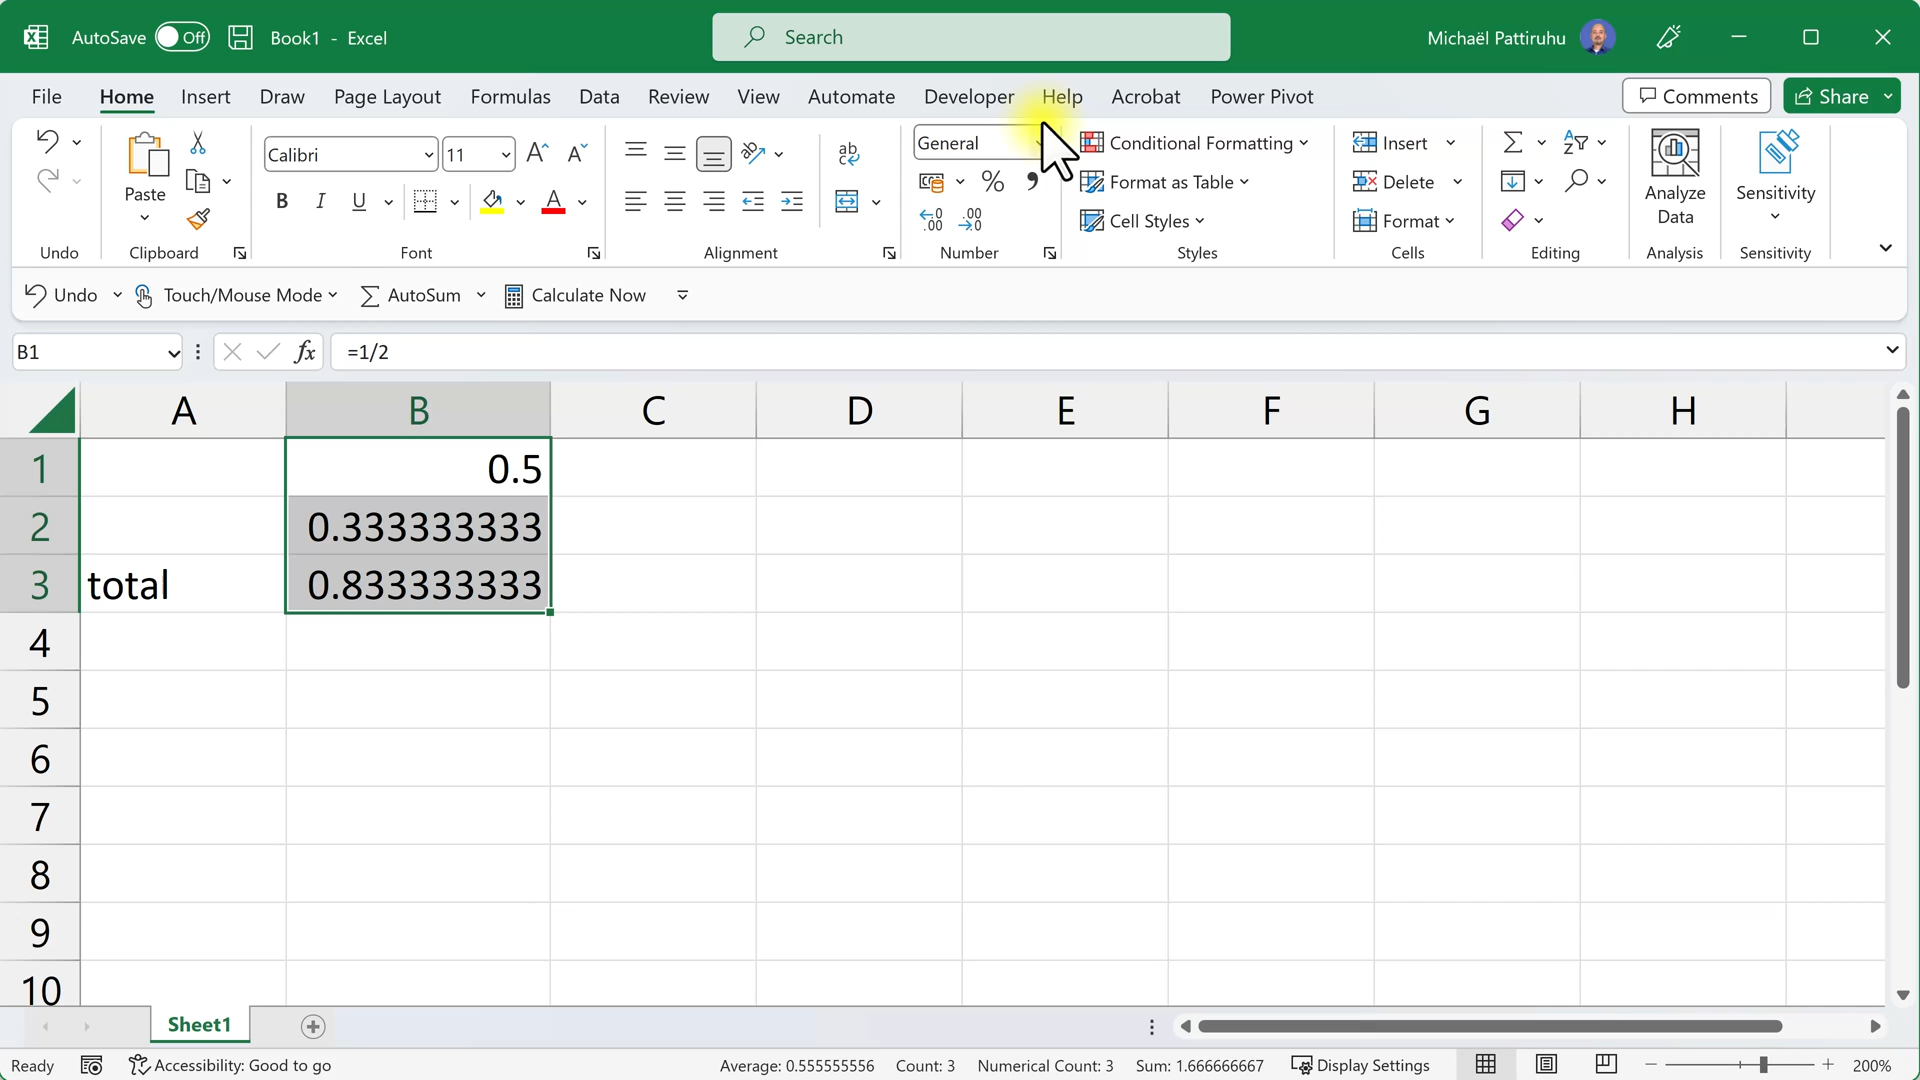 AutoSave Off Book1 - Excel Search Michaël Pattiruhu
File Home Insert Draw Page Layout Formulas Data Review View Automate Developer Help Acrobat Power Pivot Comments Share
Paste
Calibri 11
General
Conditional Formatting
Format as Table
Cell Styles
Insert
Delete
Format
Analyze
Data
Sensitivity
Undo Clipboard Font Alignment Number Styles Cells Editing Analysis Sensitivity
Undo Touch/Mouse Mode AutoSum Calculate Now
B1 fx =1/2
A B C D E F G H
1 0.5
2 0.333333333
3 total 0.833333333
4
5
6
7
8
9
10
Sheet1
Ready Accessibility: Good to go Average: 0.555555556 Count: 3 Numerical Count: 3 Sum: 1.666666667 Display Settings 200%